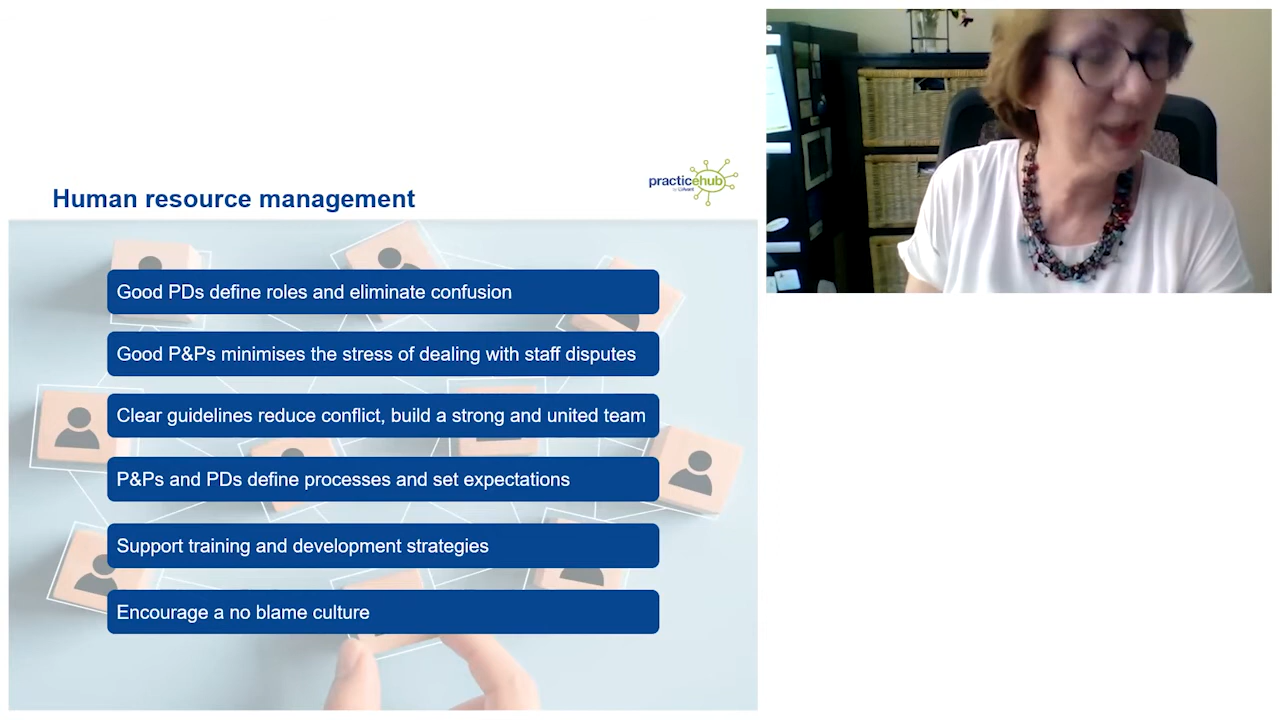 practicehub
Human resource management
Good PDs define roles and eliminate confusion
Good P&Ps minimises the stress of dealing with staff disputes
Clear guidelines reduce conflict, build a strong and united team
P&Ps and PDs define processes and set expectations
Support training and development strategies
Encourage a no blame culture